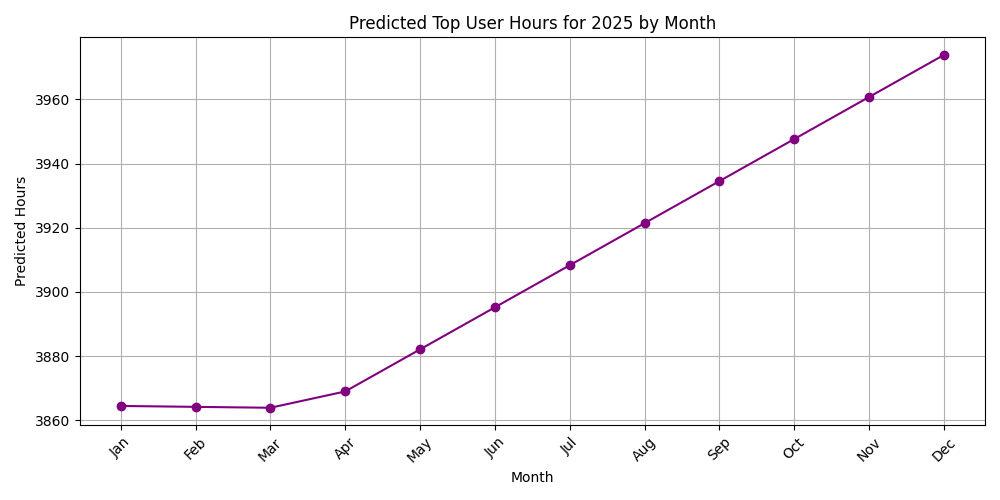 Predicted Top User Hours for 2025 by Month
Predicted Hours
3960
3940
3920
3900
3880
3860
Jan
Feb
Mar
Apr
May
Jun
Jul
Aug
Sep
Oct
Nov
Dec
Month